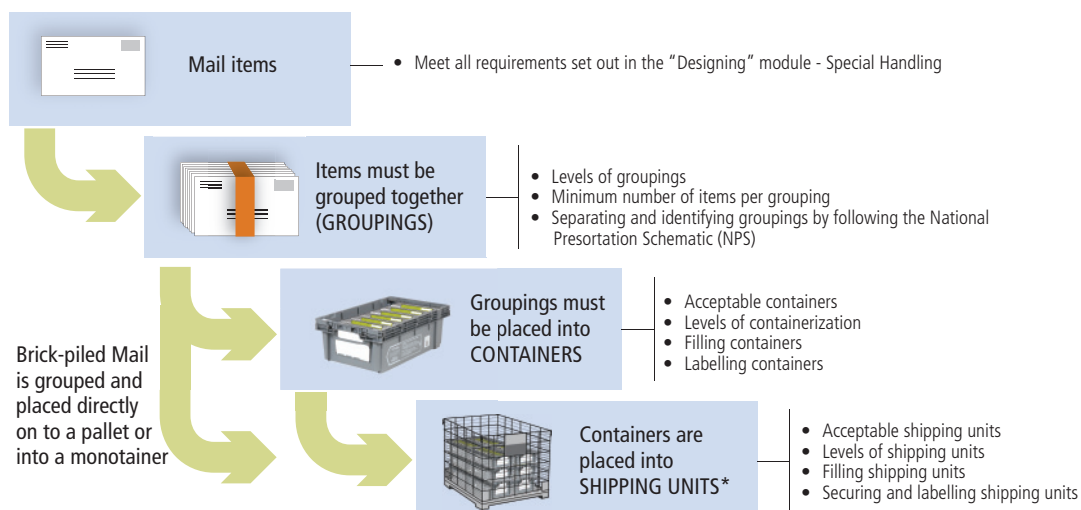 Mail items
• Meet all requirements set out in the “Designing” module - Special Handling
Items must be
grouped together
(GROUPINGS)
• Levels of groupings
• Minimum number of items per grouping
• Separating and identifying groupings by following the National
Presortation Schematic (NPS)
Groupings must
be placed into
CONTAINERS
• Acceptable containers
• Levels of containerization
• Filling containers
• Labelling containers
Brick-piled Mail
is grouped and
placed directly
on to a pallet or
into a monotainer
Containers are
placed into
SHIPPING UNITS*
• Acceptable shipping units
• Levels of shipping units
• Filling shipping units
• Securing and labelling shipping units